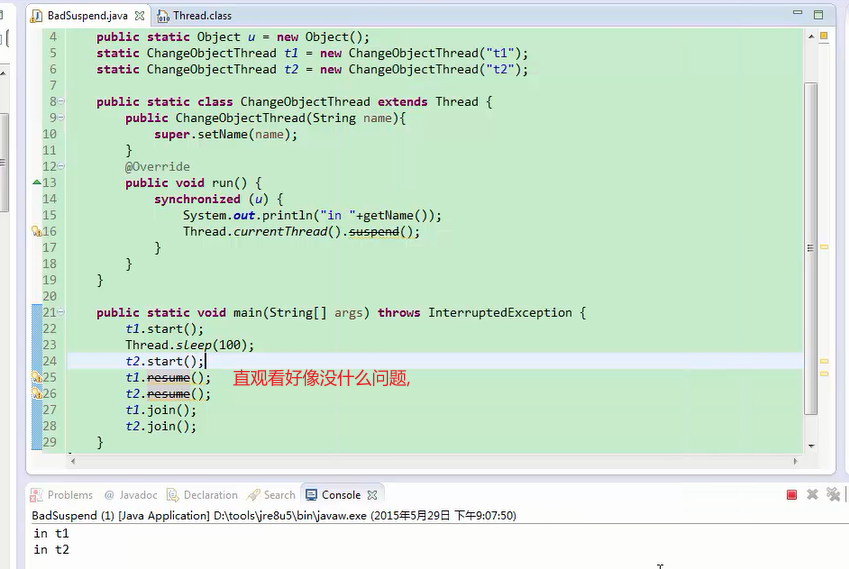 BadSuspend.java Thread.class
4 public static Object u = new Object();
5 static ChangeObjectThread t1 = new ChangeObjectThread("t1");
6 static ChangeObjectThread t2 = new ChangeObjectThread("t2");
7
8 public static class ChangeObjectThread extends Thread {
9 public ChangeObjectThread(String name){
10 super.setName(name);
11 }
12 @Override
13 public void run() {
14 synchronized (u) {
15 System.out.println("in "+getName());
16 Thread.currentThread().suspend();
17 }
18 }
19 }
20
21 public static void main(String[] args) throws InterruptedException {
22 t1.start();
23 Thread.sleep(100);
24 t2.start();
25 t1.resume(); 直观看好像没什么问题,
26 t2.resume();
27 t1.join();
28 t2.join();
29 }
Problems @ Javadoc Declaration Search Console
BadSuspend (1) [Java Application] D:\tools\jre8u5\bin\javaw.exe (2015年5月29日 下午9:07:50)
in t1
in t2